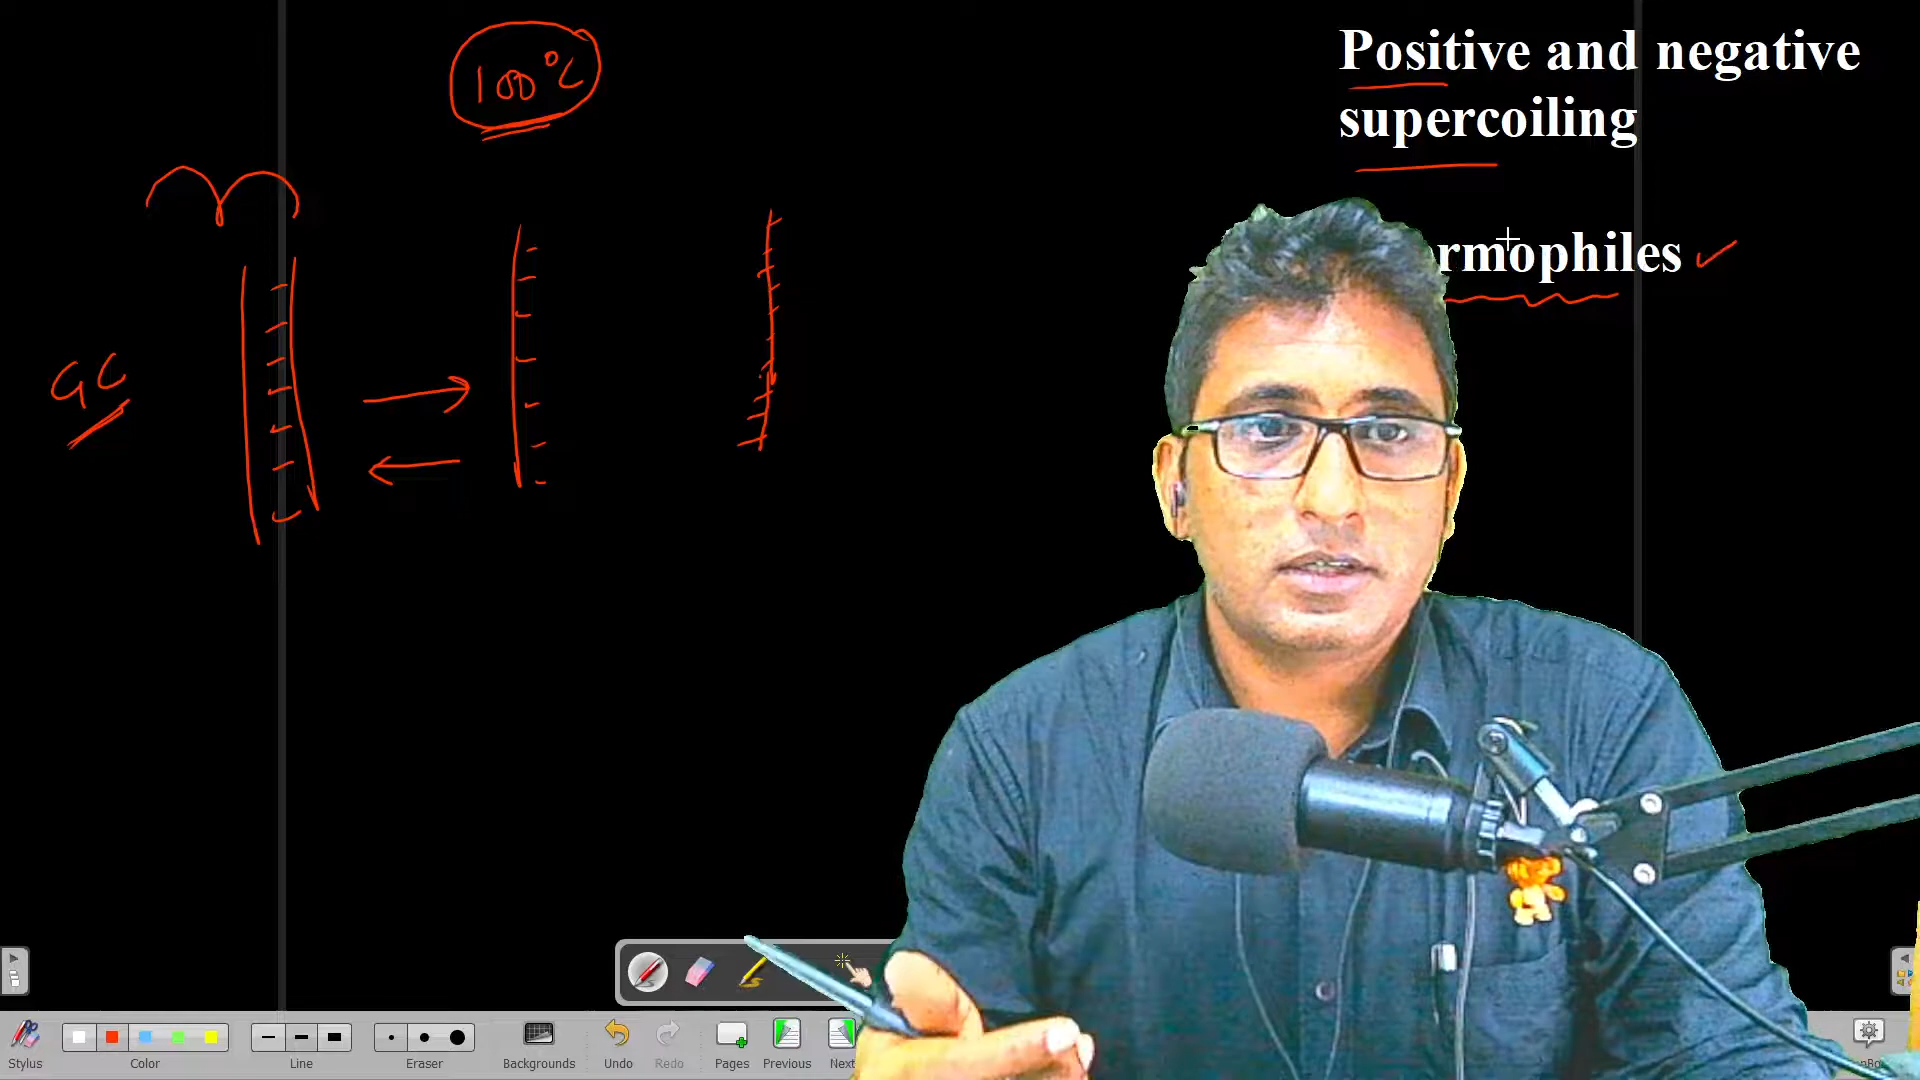 100°C
Positive and negative
supercoiling
rmophiles
GC
Stylus
Color
Line
Eraser
Backgrounds
Undo
Redo
Pages
Previous
Next